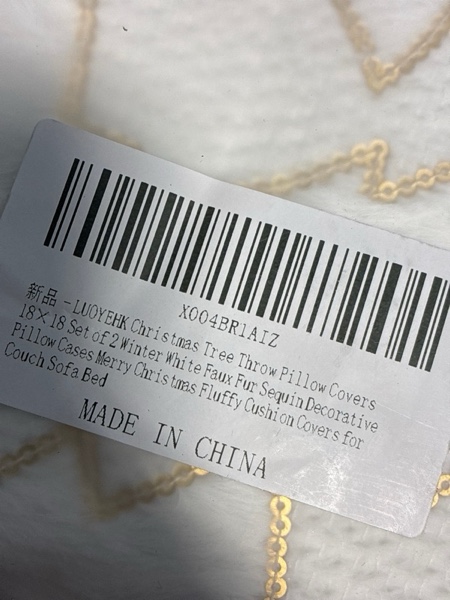 X004BR1AIZ
新品 - LUOYEHK Christmas Tree Throw Pillow Covers
18×18 Set of 2 Winter White Faux Fur Sequin Decorative
Pillow Cases Merry Christmas Fluffy Cushion Covers for
Couch Sofa Bed
MADE IN CHINA